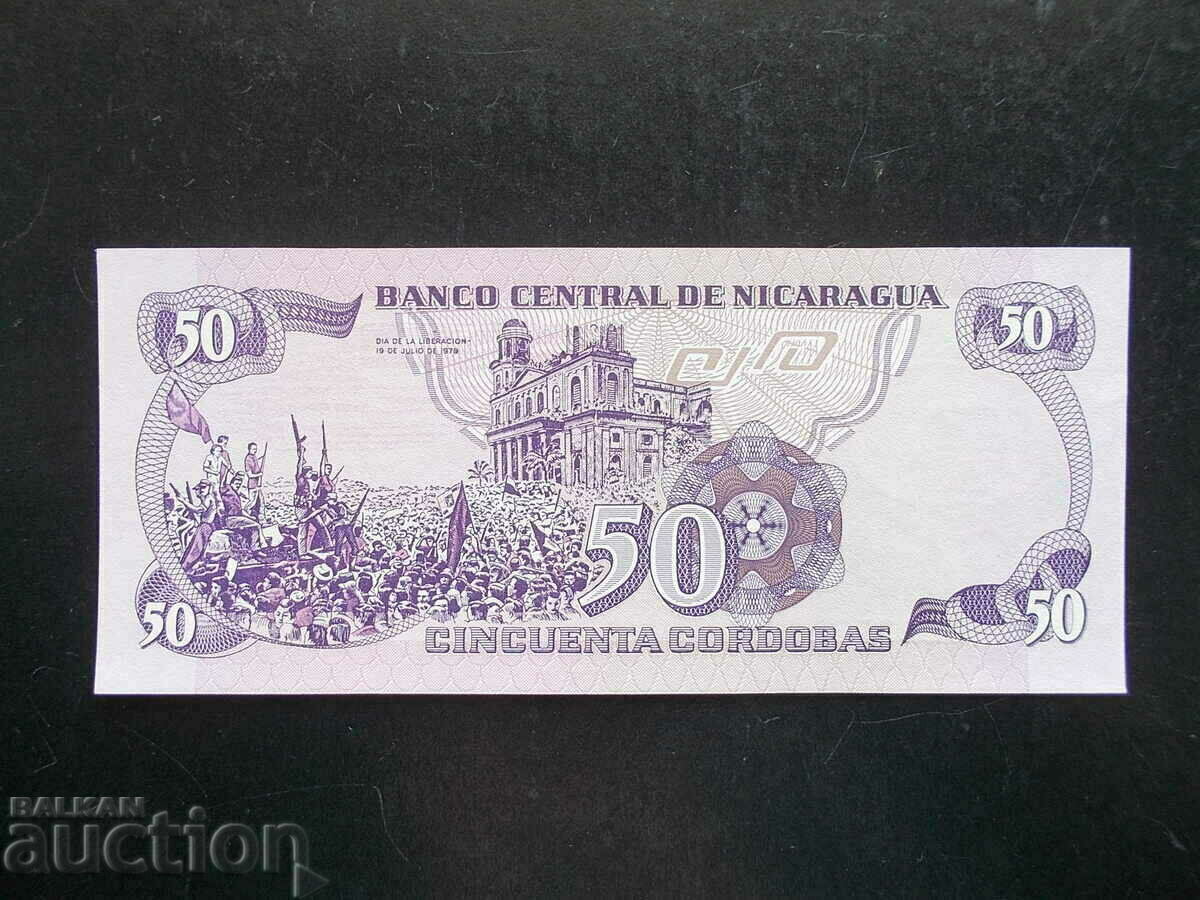 BANCO CENTRAL DE NICARAGUA
50
50
DIA DE LA LIBERACION-
19 DE JULIO DE 1979
50
50
50
CINCUENTA CORDOBAS
BALKAN
auction